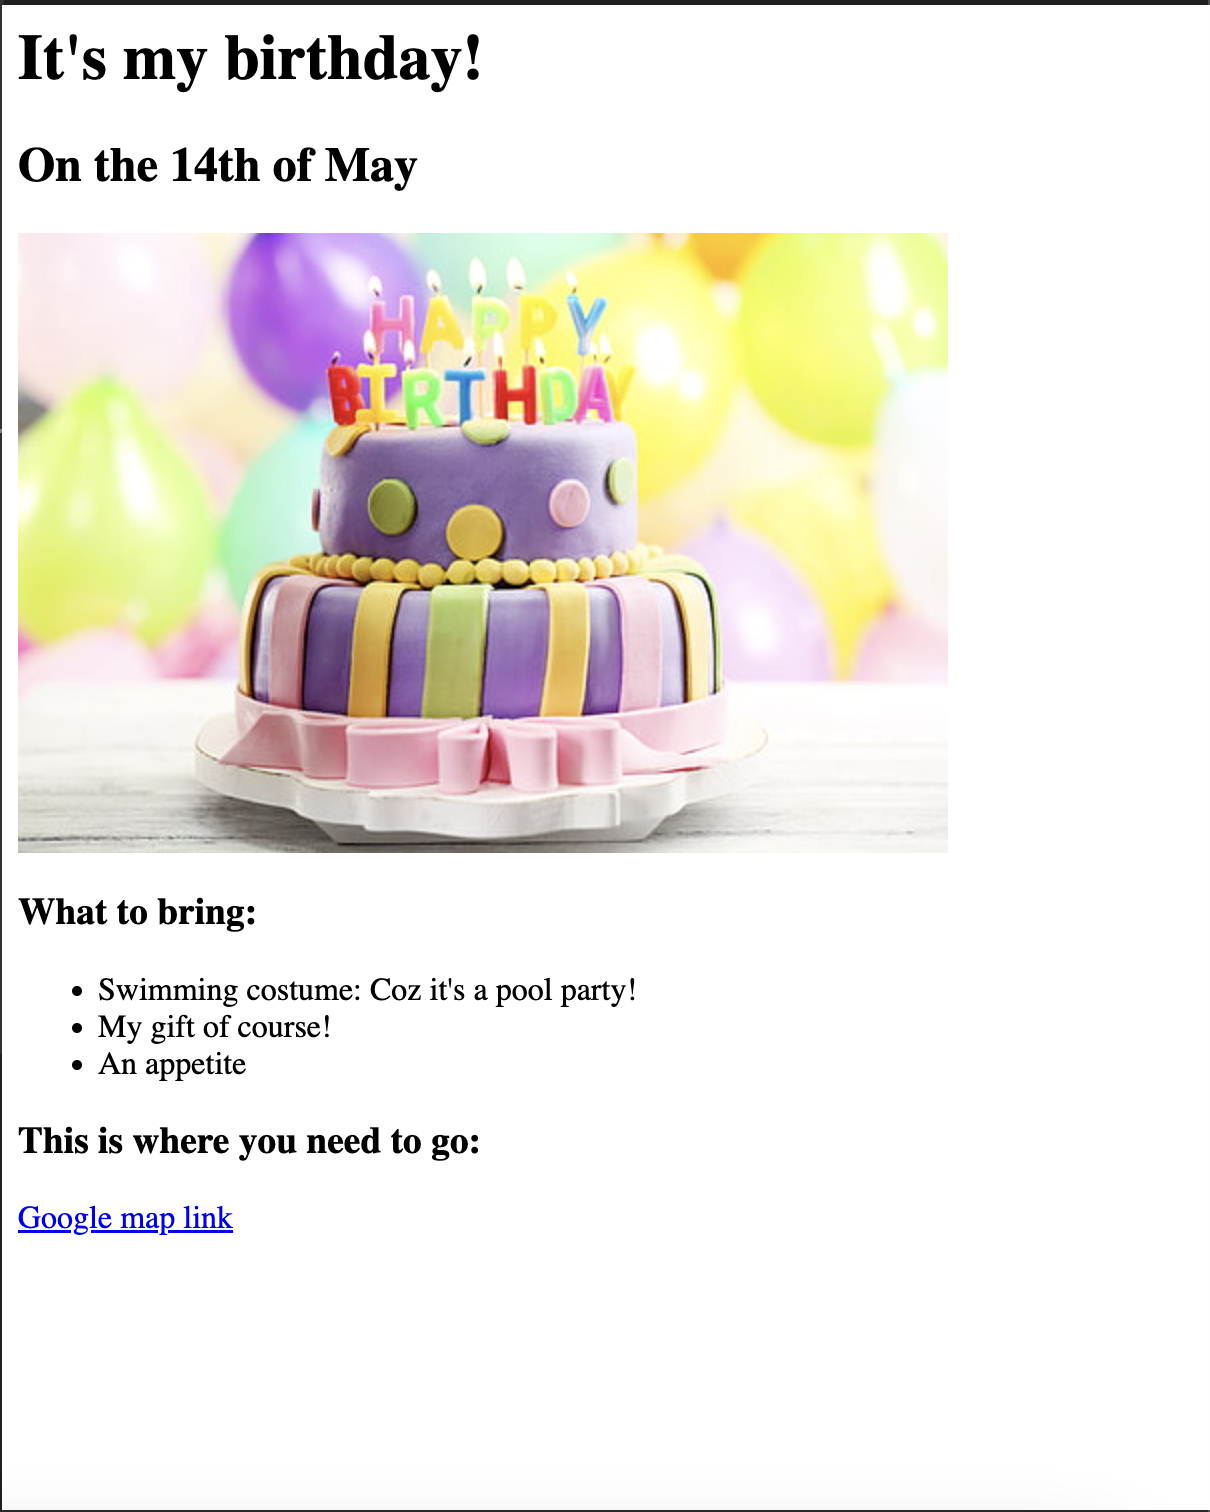 It's my birthday!
On the 14th of May
HAPPY
BIRTHDAY
What to bring:
Swimming costume: Coz it's a pool party!
My gift of course!
An appetite
This is where you need to go:
Google map link